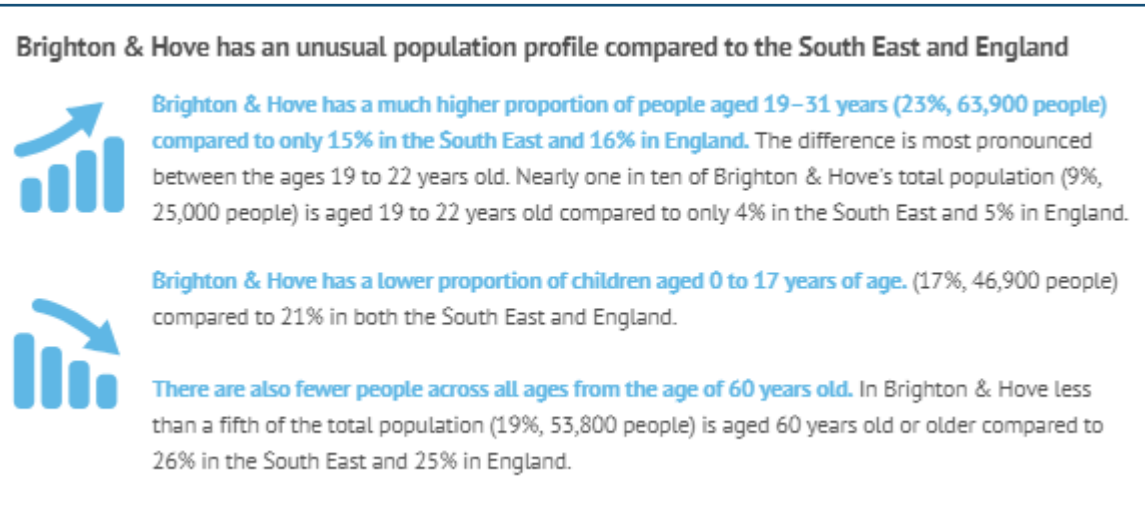 Brighton & Hove has an unusual population profile compared to the South East and England
Brighton & Hove has a much higher proportion of people aged 19–31 years (23%, 63,900 people)
compared to only 15% in the South East and 16% in England. The difference is most pronounced
between the ages 19 to 22 years old. Nearly one in ten of Brighton & Hove's total population (9%,
25,000 people) is aged 19 to 22 years old compared to only 4% in the South East and 5% in England.
Brighton & Hove has a lower proportion of children aged 0 to 17 years of age. (17%, 46,900 people)
compared to 21% in both the South East and England.
There are also fewer people across all ages from the age of 60 years old. In Brighton & Hove less
than a fifth of the total population (19%, 53,800 people) is aged 60 years old or older compared to
26% in the South East and 25% in England.